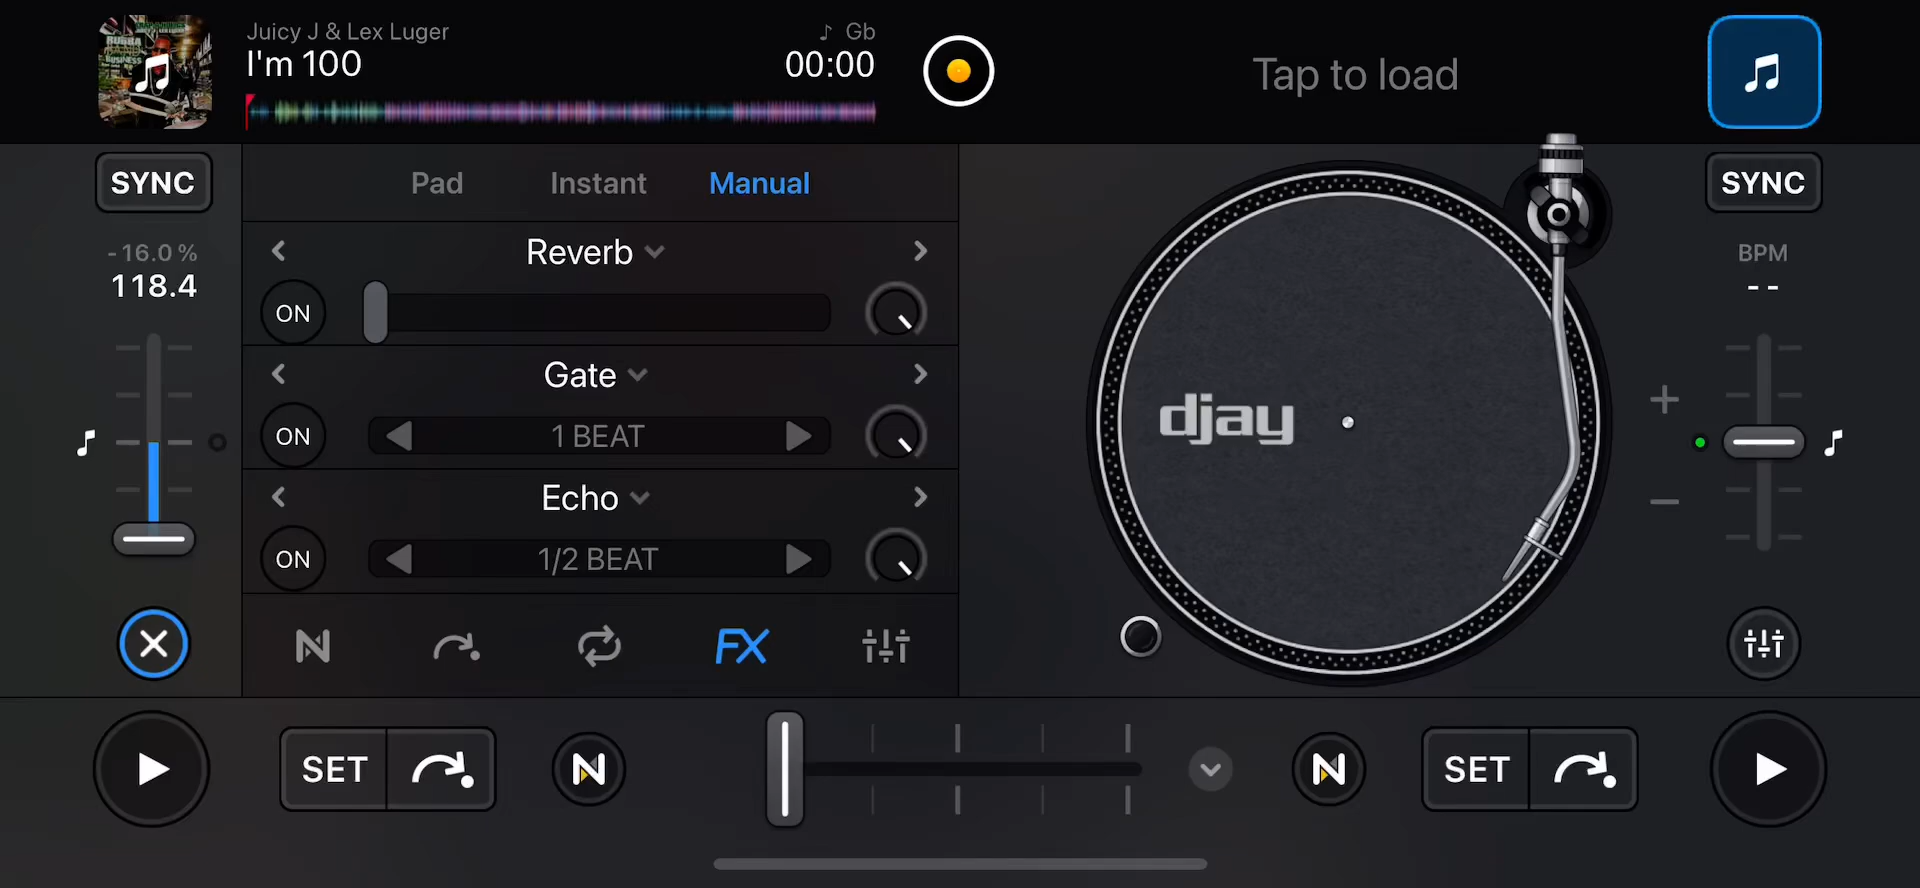 Juicy J & Lex Luger
I'm 100
Gb
00:00
Tap to load
SYNC
-16.0%
118.4
Pad
Instant
Manual
Reverb
ON
Gate
ON
1 BEAT
Echo
ON
1/2 BEAT
FX
djay
SYNC
BPM
--
SET
SET